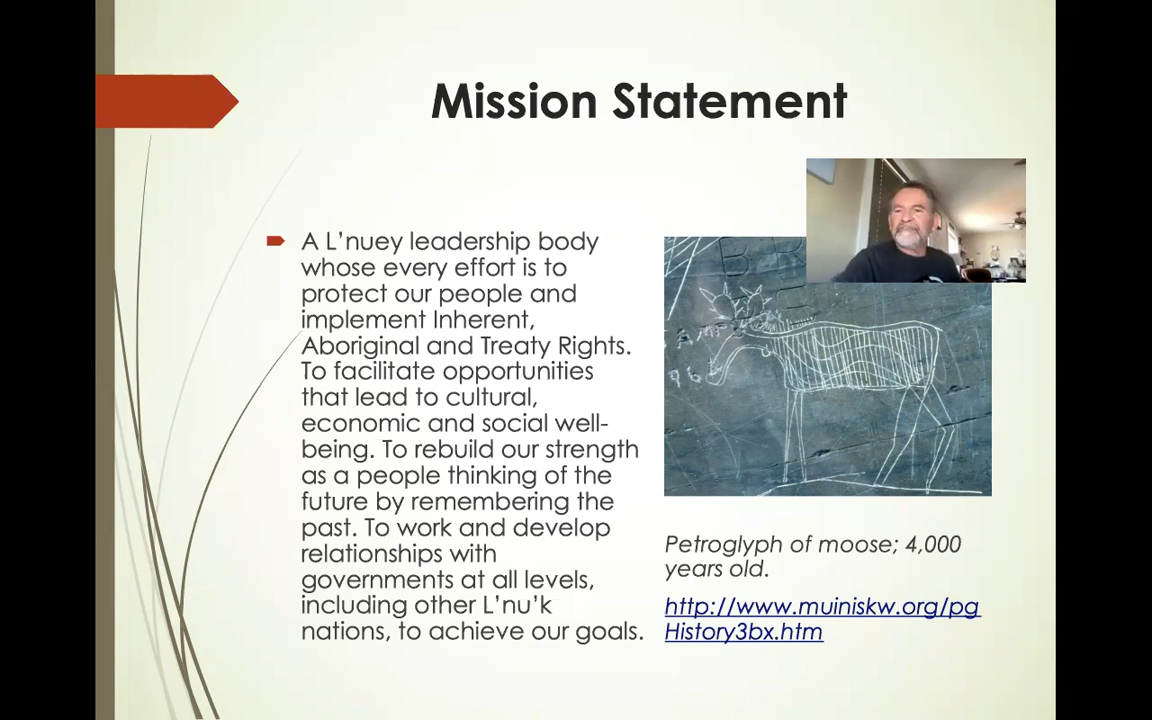 Mission Statement
A L’nuey leadership body
whose every effort is to
protect our people and
implement Inherent,
Aboriginal and Treaty Rights.
To facilitate opportunities
that lead to cultural,
economic and social well-
being. To rebuild our strength
as a people thinking of the
future by remembering the
past. To work and develop
relationships with
governments at all levels,
including other L’nu’k
nations, to achieve our goals.
Petroglyph of moose; 4,000
years old.
http://www.muiniskw.org/pg
History3bx.htm